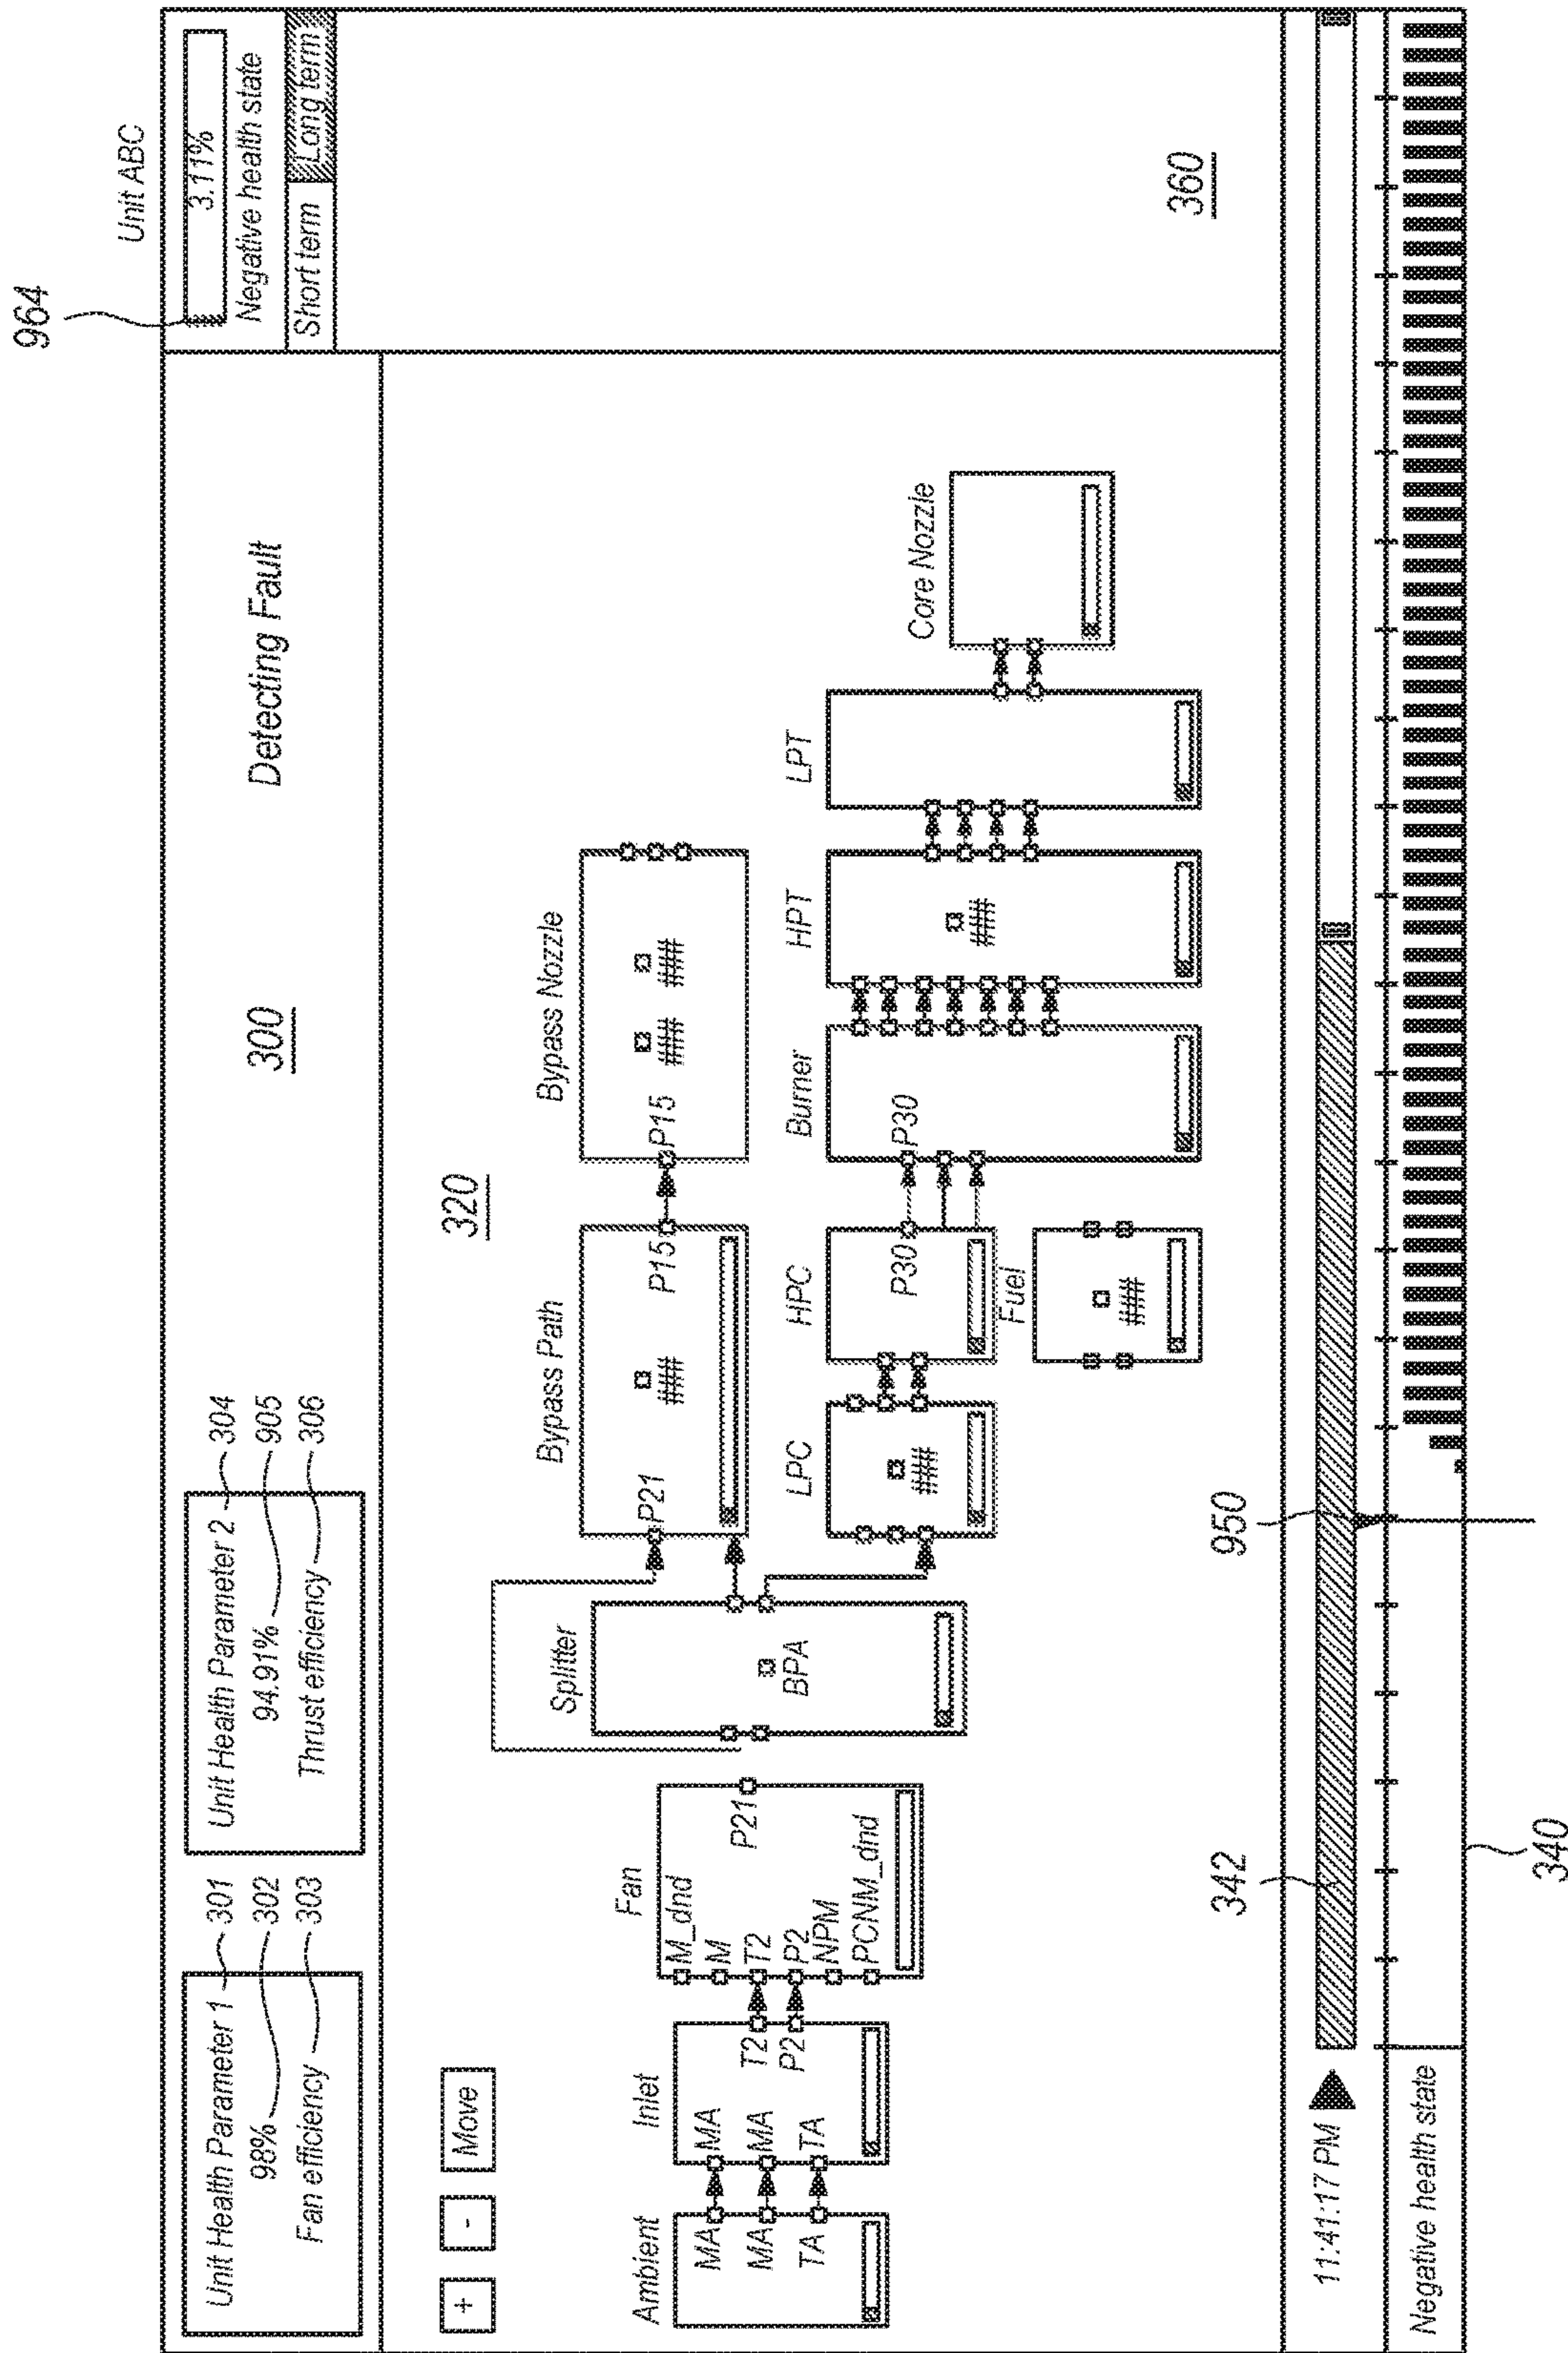 Unit ABC
964
Unit Health Parameter 1
301
98%
302
Fan efficiency
303
Unit Health Parameter 2
304
94.91%
905
Thrust efficiency
306
300
Detecting Fault
3.11%
Negative health state
Short term
Long term
+
-
Move
320
360
Ambient
MA
MA
TA
Inlet
MA
MA
TA
T2
P2
Fan
M_dnd
M
T2
P2
NPM
PCNM_dnd
P21
Splitter
BPA
Bypass Path
P21
###
P15
Bypass Nozzle
P15
###
###
LPC
###
HPC
P30
Fuel
###
Burner
P30
HPT
###
LPT
Core Nozzle
342
950
11:41:17 PM
Negative health state
340